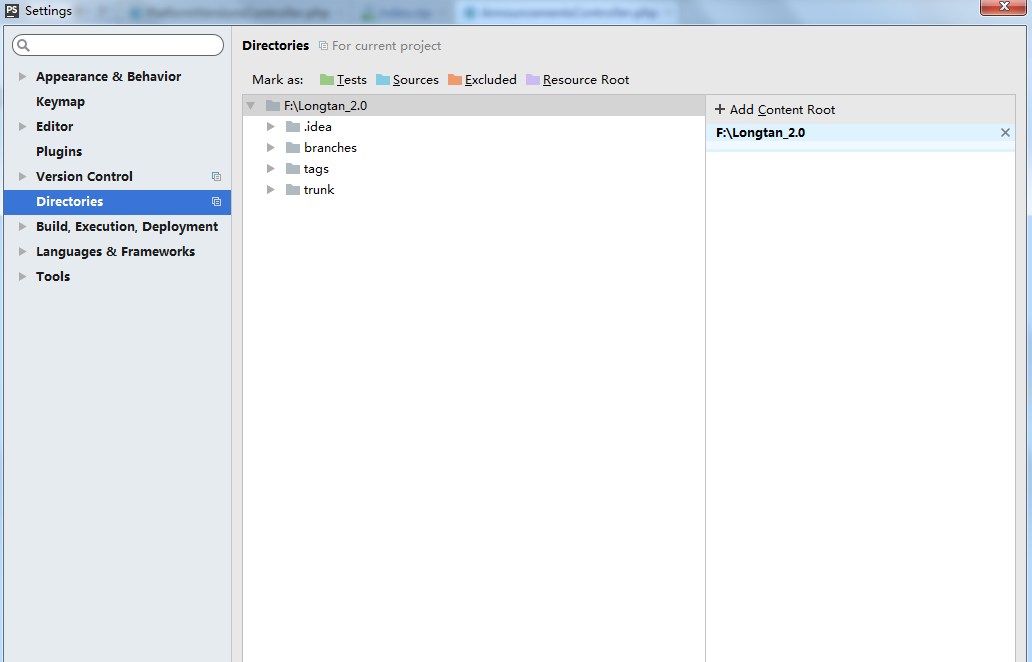 PS Settings
Directories For current project
Appearance & Behavior
Keymap
Editor
Plugins
Version Control
Directories
Build, Execution, Deployment
Languages & Frameworks
Tools
Mark as: Tests Sources Excluded Resource Root
F:\Longtan_2.0
.idea
branches
tags
trunk
+ Add Content Root
F:\Longtan_2.0